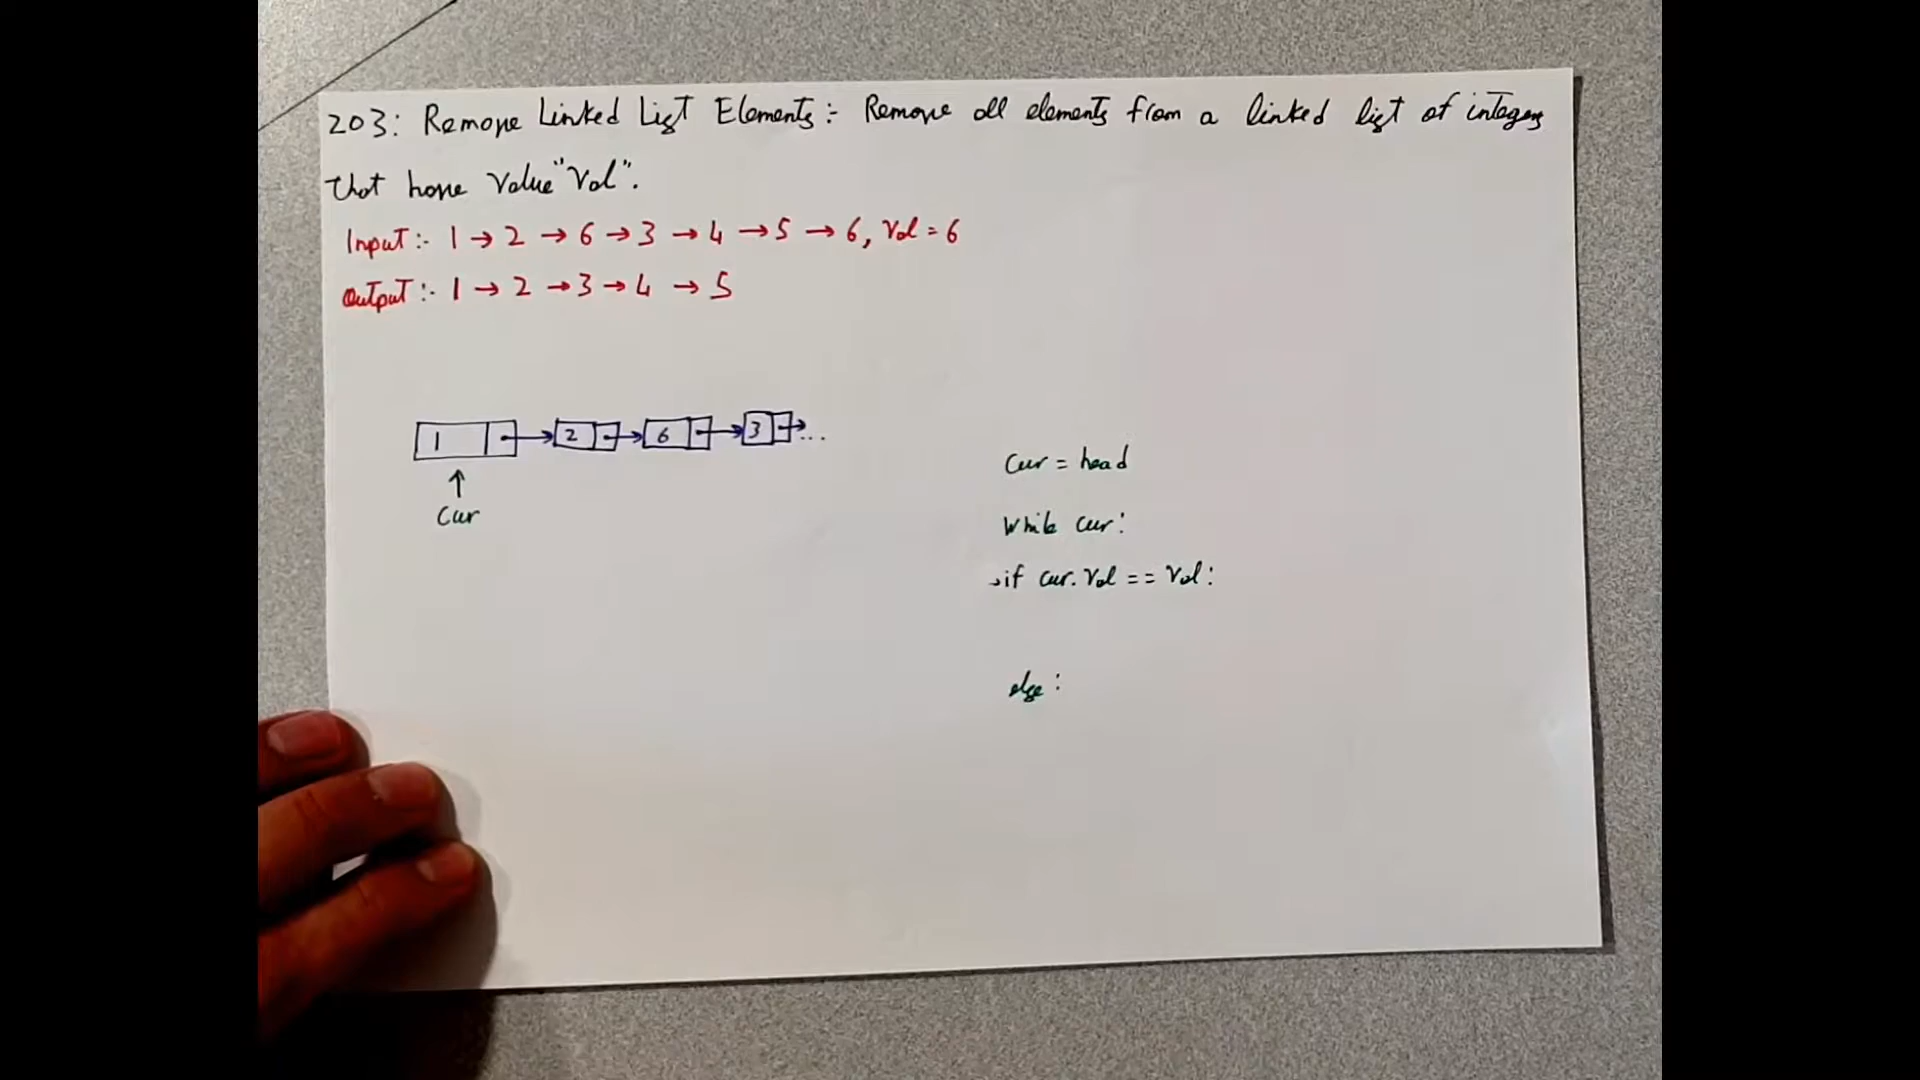 203: Remove Linked List Elements:- Remove all elements from a linked list of integers
that have value "val".
Input:- 1 → 2 → 6 → 3 → 4 → 5 → 6, val = 6
Output:- 1 → 2 → 3 → 4 → 5
1 2 6 3 ...
Cur
Cur = head
While cur:
if cur.val == val:
else: